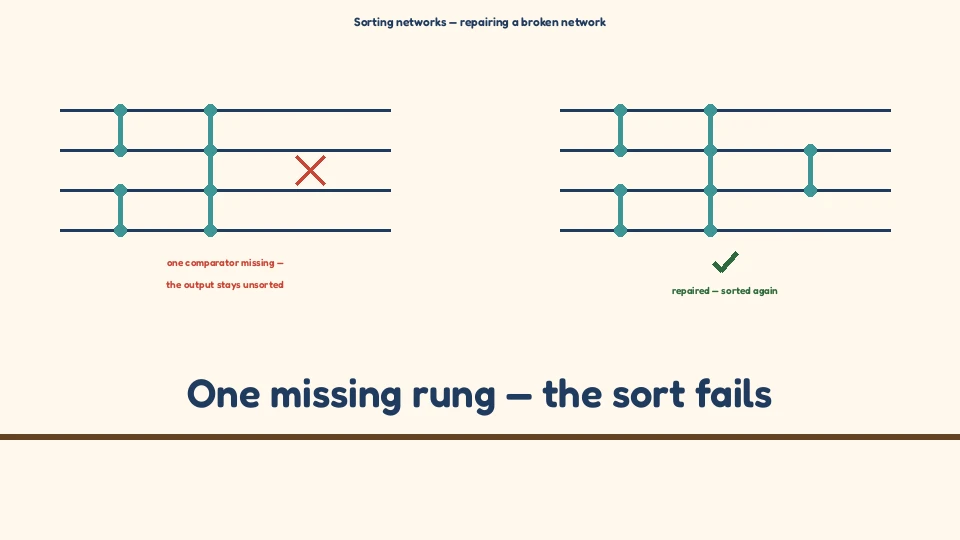 Sorting networks — repairing a broken network
one comparator missing —
the output stays unsorted
repaired — sorted again
One missing rung — the sort fails